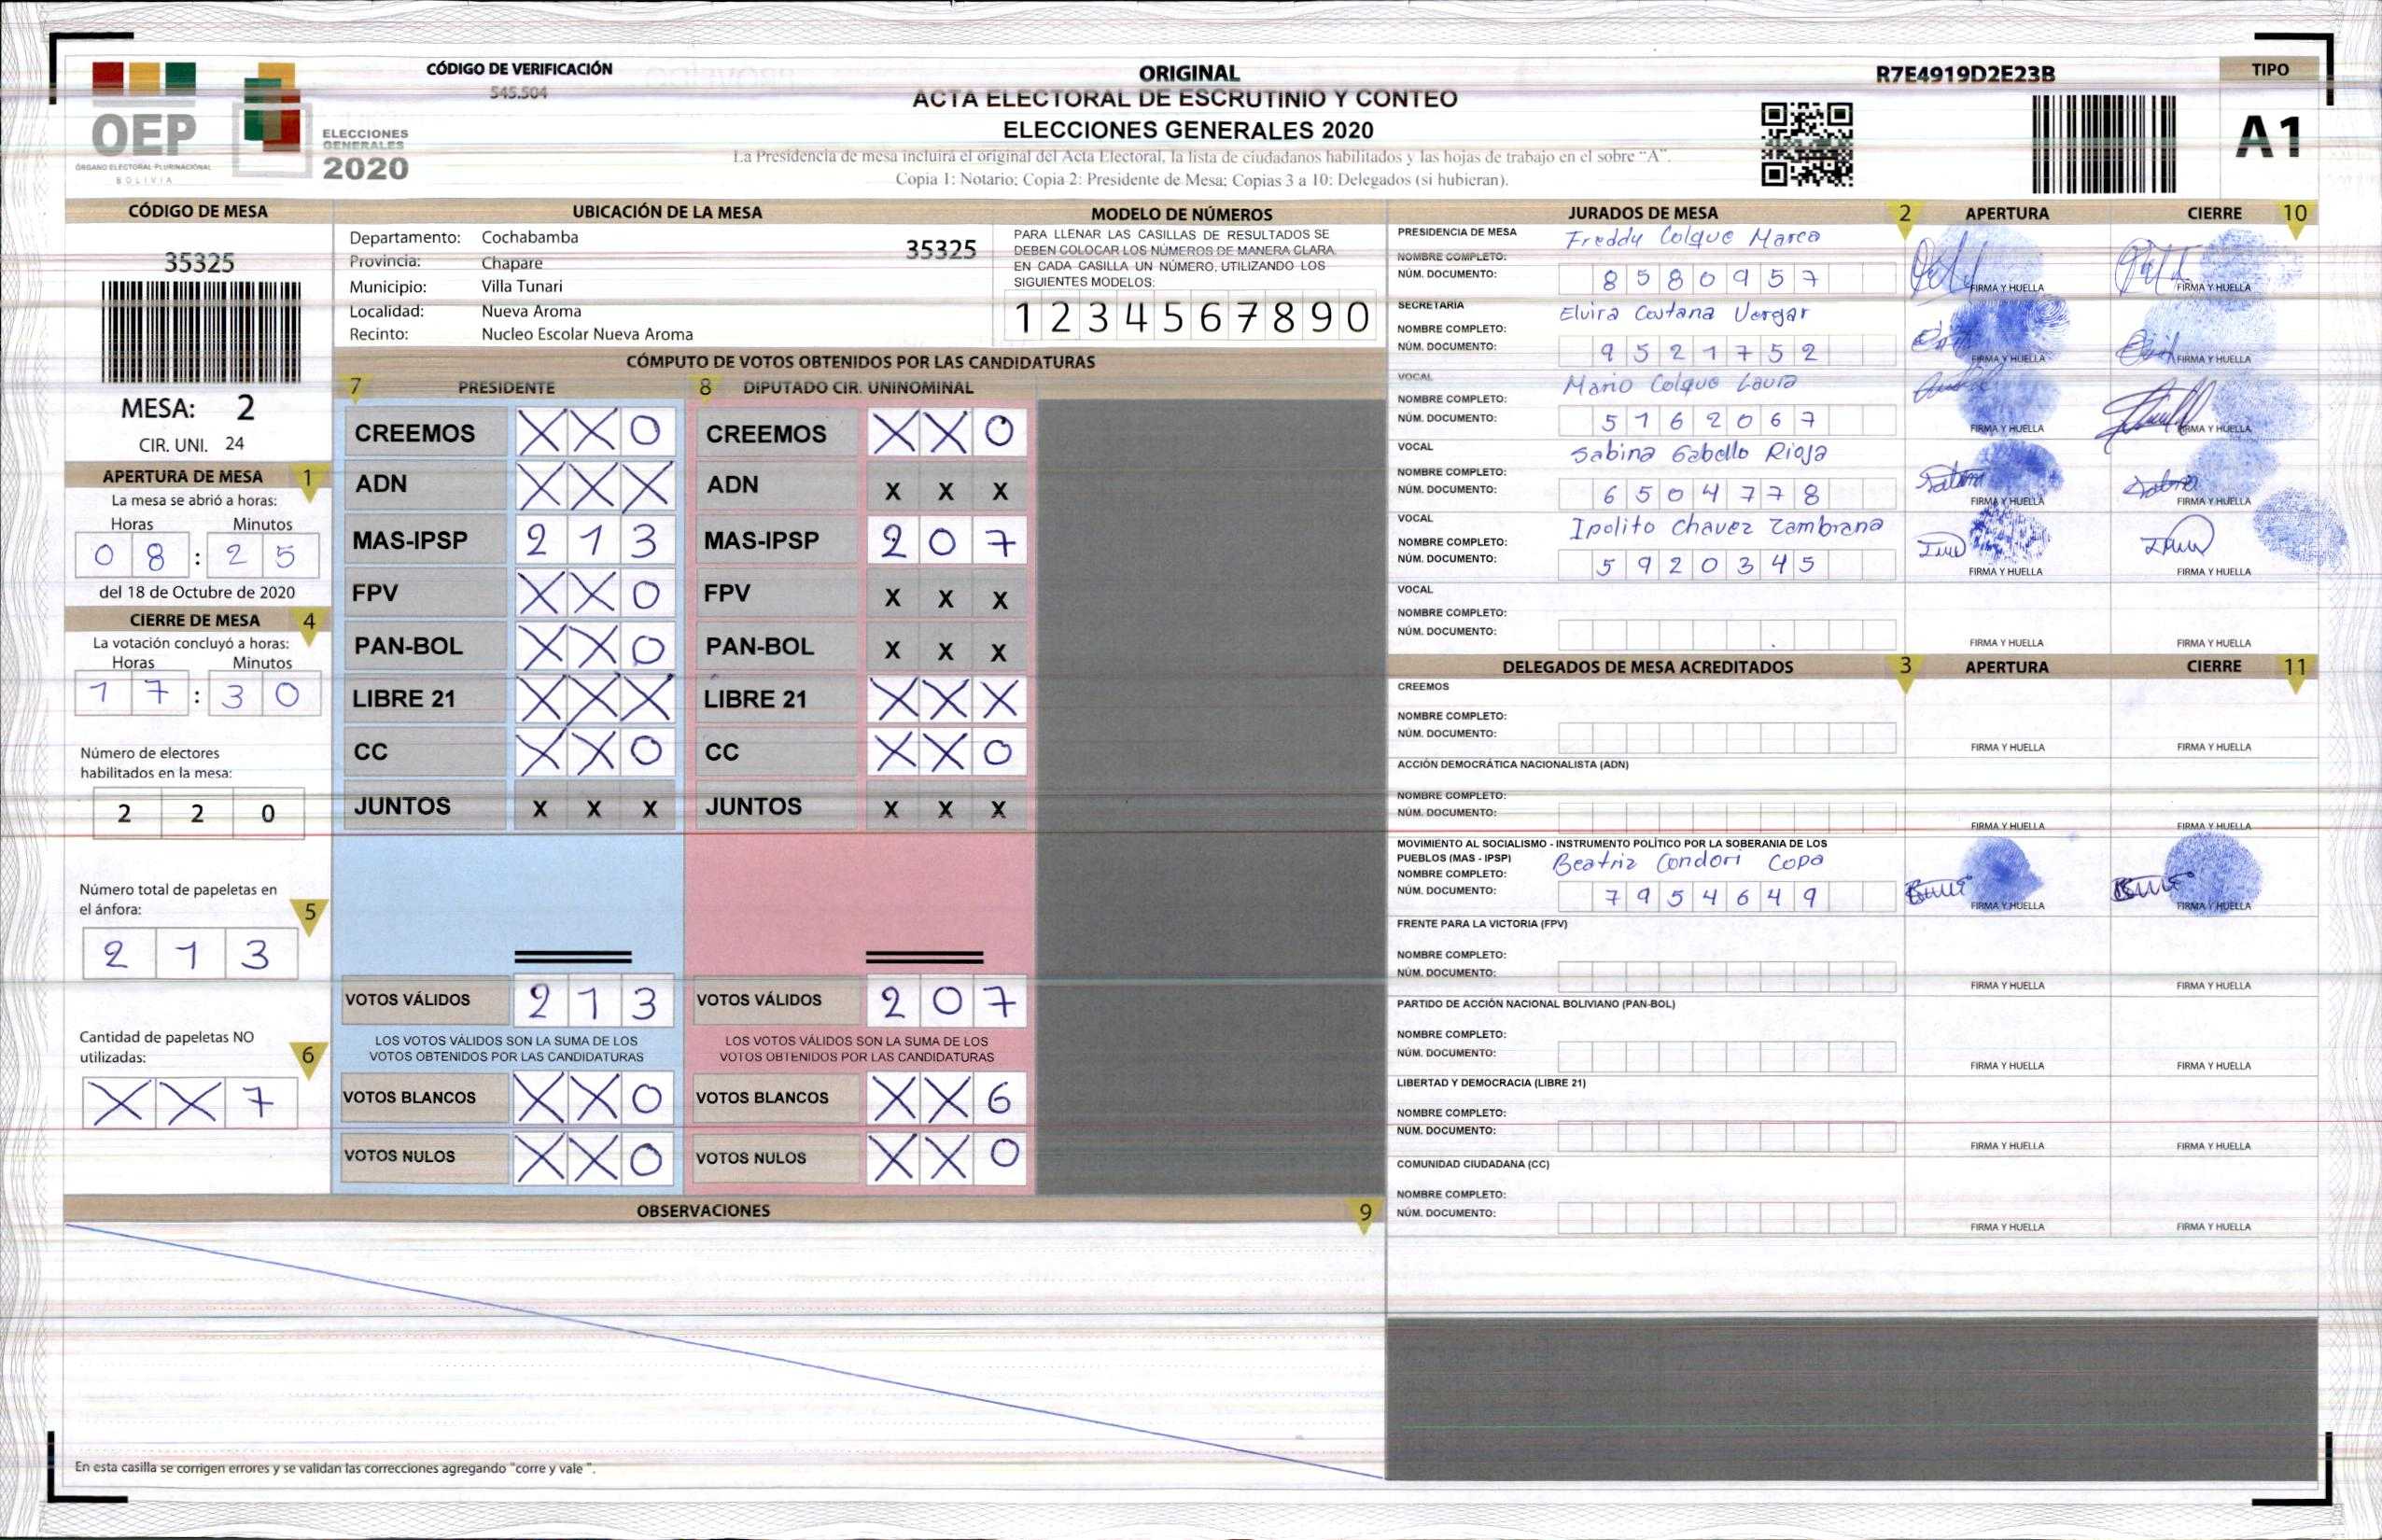 CÓDIGO DE VERIFICACIÓN
545.504
ORIGINAL
ACTA ELECTORAL DE ESCRUTINIO Y CONTEO
ELECCIONES GENERALES 2020
La Presidencia de mesa incluirá el original del Acta Electoral, la lista de ciudadanos habilitados y las hojas de trabajo en el sobre "A".
Copia 1: Notario; Copia 2: Presidente de Mesa; Copias 3 a 10: Delegados (si hubieran).
R7E4919D2E23B
TIPO
A1
OEP
ÓRGANO ELECTORAL PLURINACIONAL
BOLIVIA
ELECCIONES
GENERALES
2020
CÓDIGO DE MESA
35325
MESA: 2
CIR. UNI. 24
APERTURA DE MESA 1
La mesa se abrió a horas:
Horas Minutos
0 8 : 2 5
del 18 de Octubre de 2020
CIERRE DE MESA 4
La votación concluyó a horas:
Horas Minutos
1 7 : 3 0
Número de electores
habilitados en la mesa:
2 2 0
Número total de papeletas en
el ánfora: 5
2 1 3
Cantidad de papeletas NO
utilizadas: 6
X X 7
UBICACIÓN DE LA MESA
Departamento: Cochabamba
Provincia: Chapare
Municipio: Villa Tunari
Localidad: Nueva Aroma
Recinto: Nucleo Escolar Nueva Aroma
35325
MODELO DE NÚMEROS
PARA LLENAR LAS CASILLAS DE RESULTADOS SE
DEBEN COLOCAR LOS NÚMEROS DE MANERA CLARA,
EN CADA CASILLA UN NÚMERO, UTILIZANDO LOS
SIGUIENTES MODELOS:
1 2 3 4 5 6 7 8 9 0
CÓMPUTO DE VOTOS OBTENIDOS POR LAS CANDIDATURAS
7 PRESIDENTE 8 DIPUTADO CIR. UNINOMINAL
CREEMOS X X 0 CREEMOS X X 0
ADN X X X ADN X X X
MAS-IPSP 2 1 3 MAS-IPSP 2 0 7
FPV X X 0 FPV X X X
PAN-BOL X X 0 PAN-BOL X X X
LIBRE 21 X X X LIBRE 21 X X X
CC X X 0 CC X X 0
JUNTOS X X X JUNTOS X X X
VOTOS VÁLIDOS 2 1 3 VOTOS VÁLIDOS 2 0 7
LOS VOTOS VÁLIDOS SON LA SUMA DE LOS LOS VOTOS VÁLIDOS SON LA SUMA DE LOS
VOTOS OBTENIDOS POR LAS CANDIDATURAS VOTOS OBTENIDOS POR LAS CANDIDATURAS
VOTOS BLANCOS X X 0 VOTOS BLANCOS X X 6
VOTOS NULOS X X 0 VOTOS NULOS X X 0
OBSERVACIONES 9
En esta casilla se corrigen errores y se validan las correcciones agregando "corre y vale ".
JURADOS DE MESA 2 APERTURA CIERRE 10
PRESIDENCIA DE MESA Freddy Colque Marca
NOMBRE COMPLETO:
NÚM. DOCUMENTO: 8 5 8 0 9 5 7 FIRMA Y HUELLA FIRMA Y HUELLA
SECRETARIA Elvira Costana Vergar
NOMBRE COMPLETO:
NÚM. DOCUMENTO: 9 5 2 1 7 5 2 FIRMA Y HUELLA FIRMA Y HUELLA
VOCAL Mario Colque Laura
NOMBRE COMPLETO:
NÚM. DOCUMENTO: 5 1 6 2 0 6 7 FIRMA Y HUELLA FIRMA Y HUELLA
VOCAL Sabina Gabello Rioja
NOMBRE COMPLETO:
NÚM. DOCUMENTO: 6 5 0 4 7 7 8 FIRMA Y HUELLA FIRMA Y HUELLA
VOCAL Ipolito Chavez Zambrana
NOMBRE COMPLETO:
NÚM. DOCUMENTO: 5 9 2 0 3 4 5 FIRMA Y HUELLA FIRMA Y HUELLA
VOCAL
NOMBRE COMPLETO:
NÚM. DOCUMENTO: FIRMA Y HUELLA FIRMA Y HUELLA
DELEGADOS DE MESA ACREDITADOS 3 APERTURA CIERRE 11
CREEMOS
NOMBRE COMPLETO:
NÚM. DOCUMENTO: FIRMA Y HUELLA FIRMA Y HUELLA
ACCIÓN DEMOCRÁTICA NACIONALISTA (ADN)
NOMBRE COMPLETO:
NÚM. DOCUMENTO: FIRMA Y HUELLA FIRMA Y HUELLA
MOVIMIENTO AL SOCIALISMO - INSTRUMENTO POLÍTICO POR LA SOBERANIA DE LOS
PUEBLOS (MAS - IPSP) Beatriz Condori Copa
NOMBRE COMPLETO:
NÚM. DOCUMENTO: 7 9 5 4 6 4 9 FIRMA Y HUELLA FIRMA Y HUELLA
FRENTE PARA LA VICTORIA (FPV)
NOMBRE COMPLETO:
NÚM. DOCUMENTO: FIRMA Y HUELLA FIRMA Y HUELLA
PARTIDO DE ACCIÓN NACIONAL BOLIVIANO (PAN-BOL)
NOMBRE COMPLETO:
NÚM. DOCUMENTO: FIRMA Y HUELLA FIRMA Y HUELLA
LIBERTAD Y DEMOCRACIA (LIBRE 21)
NOMBRE COMPLETO:
NÚM. DOCUMENTO: FIRMA Y HUELLA FIRMA Y HUELLA
COMUNIDAD CIUDADANA (CC)
NOMBRE COMPLETO:
NÚM. DOCUMENTO: FIRMA Y HUELLA FIRMA Y HUELLA